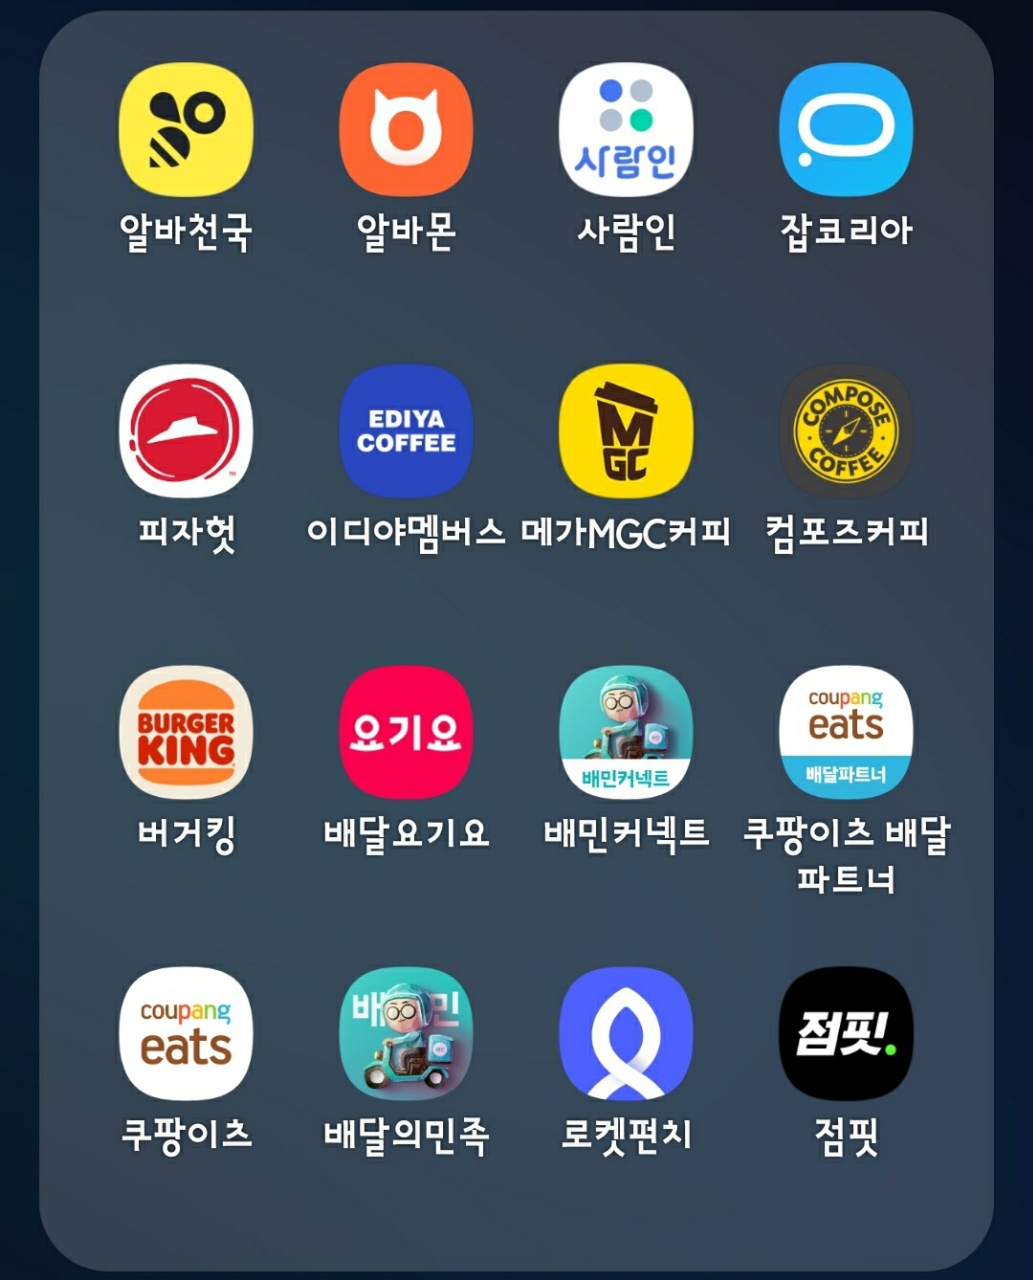 사람인
알바천국 알바몬 사람인 잡코리아
EDIYA
COFFEE
M
GC
COMPOSE
COFFEE
피자헛 이디야멤버스 메가MGC커피 컴포즈커피
BURGER
KING
요기요
배민커넥트
coupang
eats
배달파트너
버거킹 배달요기요 배민커넥트 쿠팡이츠 배달
파트너
coupang
eats
배민
점핏.
쿠팡이츠 배달의민족 로켓펀치 점핏